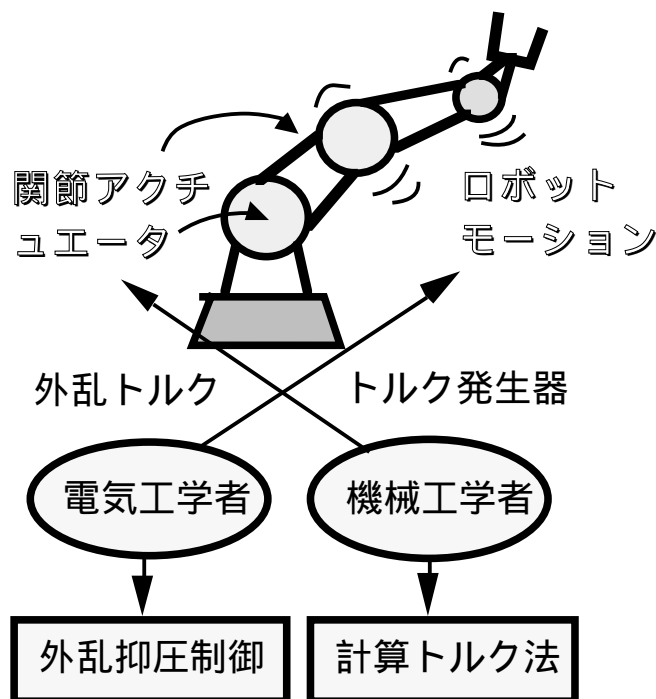 関節アクチ
ュエータ
ロボット
モーション
外乱トルク
トルク発生器
電気工学者
機械工学者
外乱抑圧制御
計算トルク法